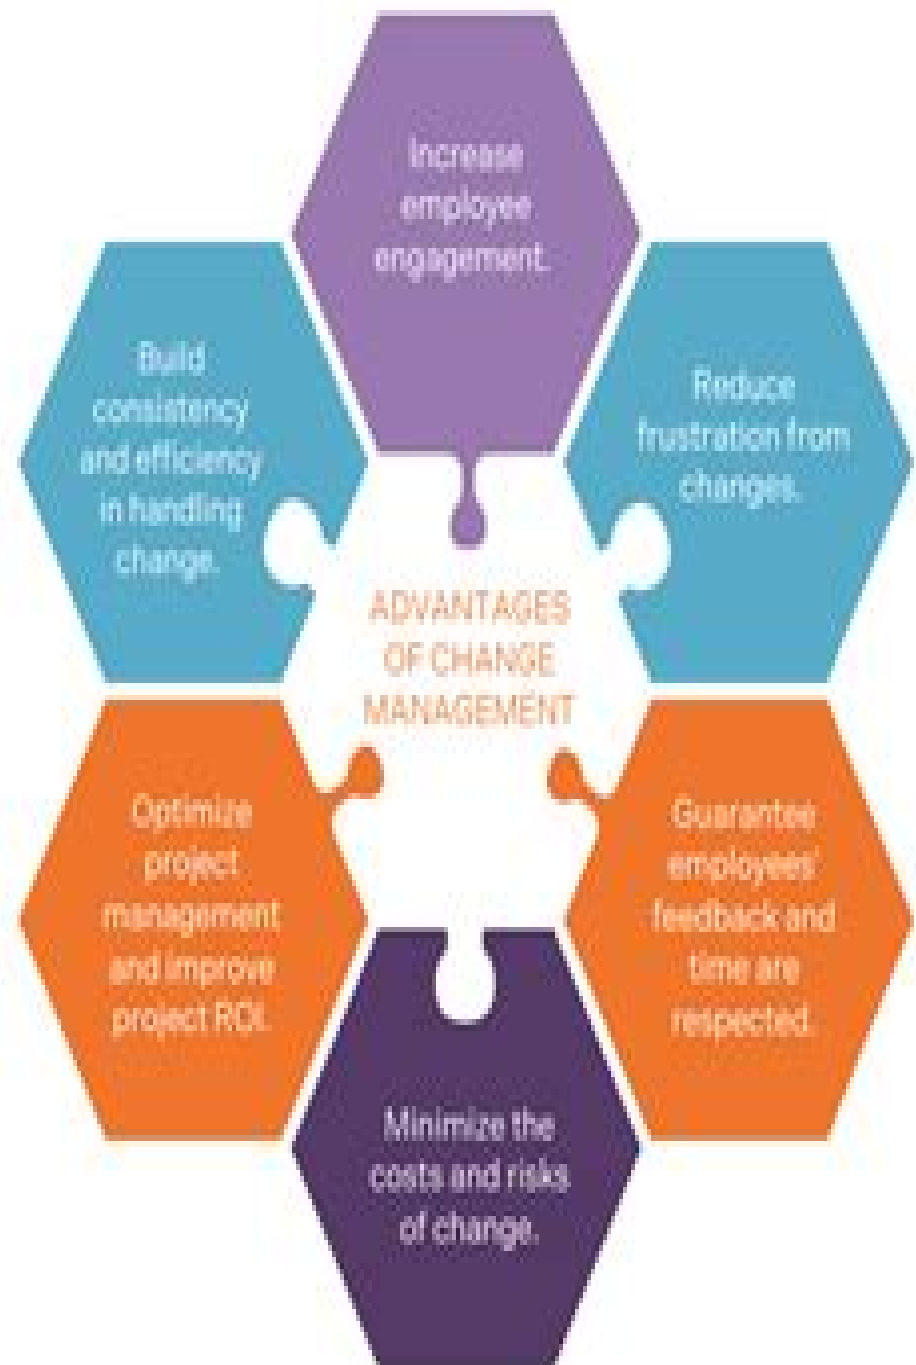 Increase
employee
engagement.
Build
consistency
and efficiency
in handling
change.
Reduce
frustration from
changes.
ADVANTAGES
OF CHANGE
MANAGEMENT
Optimize
project
management
and improve
project ROI.
Guarantee
employees'
feedback and
time are
respected.
Minimize the
costs and risks
of change.